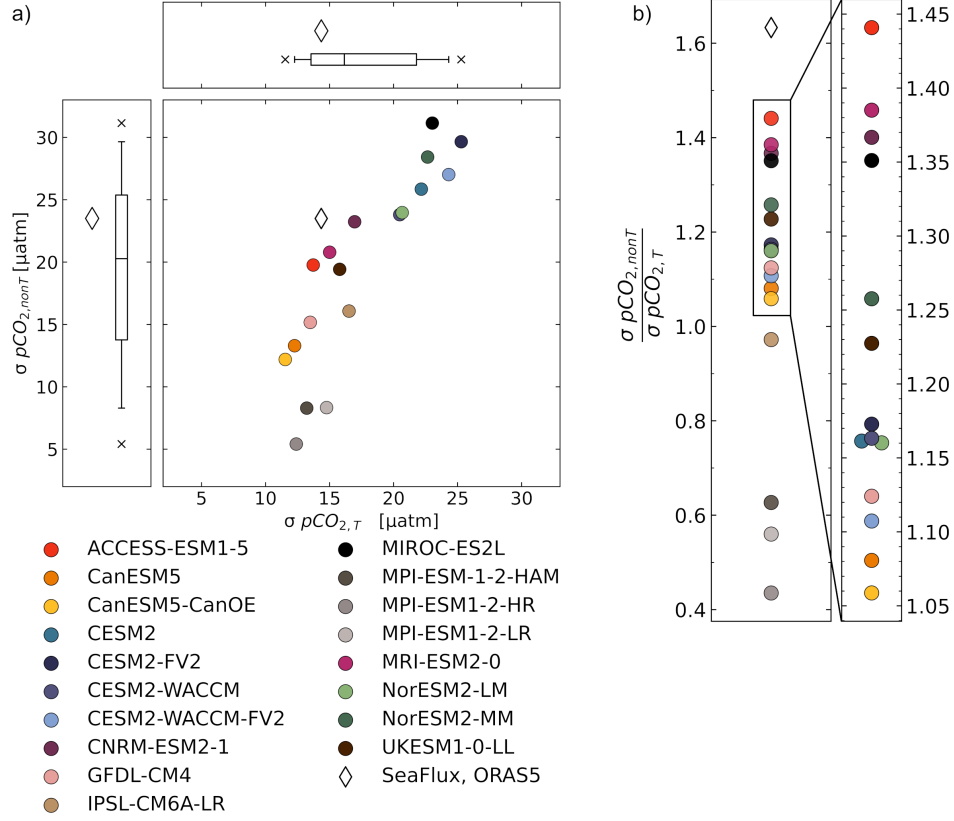 a)
b)
σ pCO2,nonT [μatm]
30
25
20
15
10
5
5
10
15
20
25
30
σ pCO2,T [μatm]
σ pCO2,nonT
σ pCO2,T
1.6
1.4
1.2
1.0
0.8
0.6
0.4
1.45
1.40
1.35
1.30
1.25
1.20
1.15
1.10
1.05
ACCESS-ESM1-5
CanESM5
CanESM5-CanOE
CESM2
CESM2-FV2
CESM2-WACCM
CESM2-WACCM-FV2
CNRM-ESM2-1
GFDL-CM4
IPSL-CM6A-LR
MIROC-ES2L
MPI-ESM-1-2-HAM
MPI-ESM1-2-HR
MPI-ESM1-2-LR
MRI-ESM2-0
NorESM2-LM
NorESM2-MM
UKESM1-0-LL
SeaFlux, ORAS5